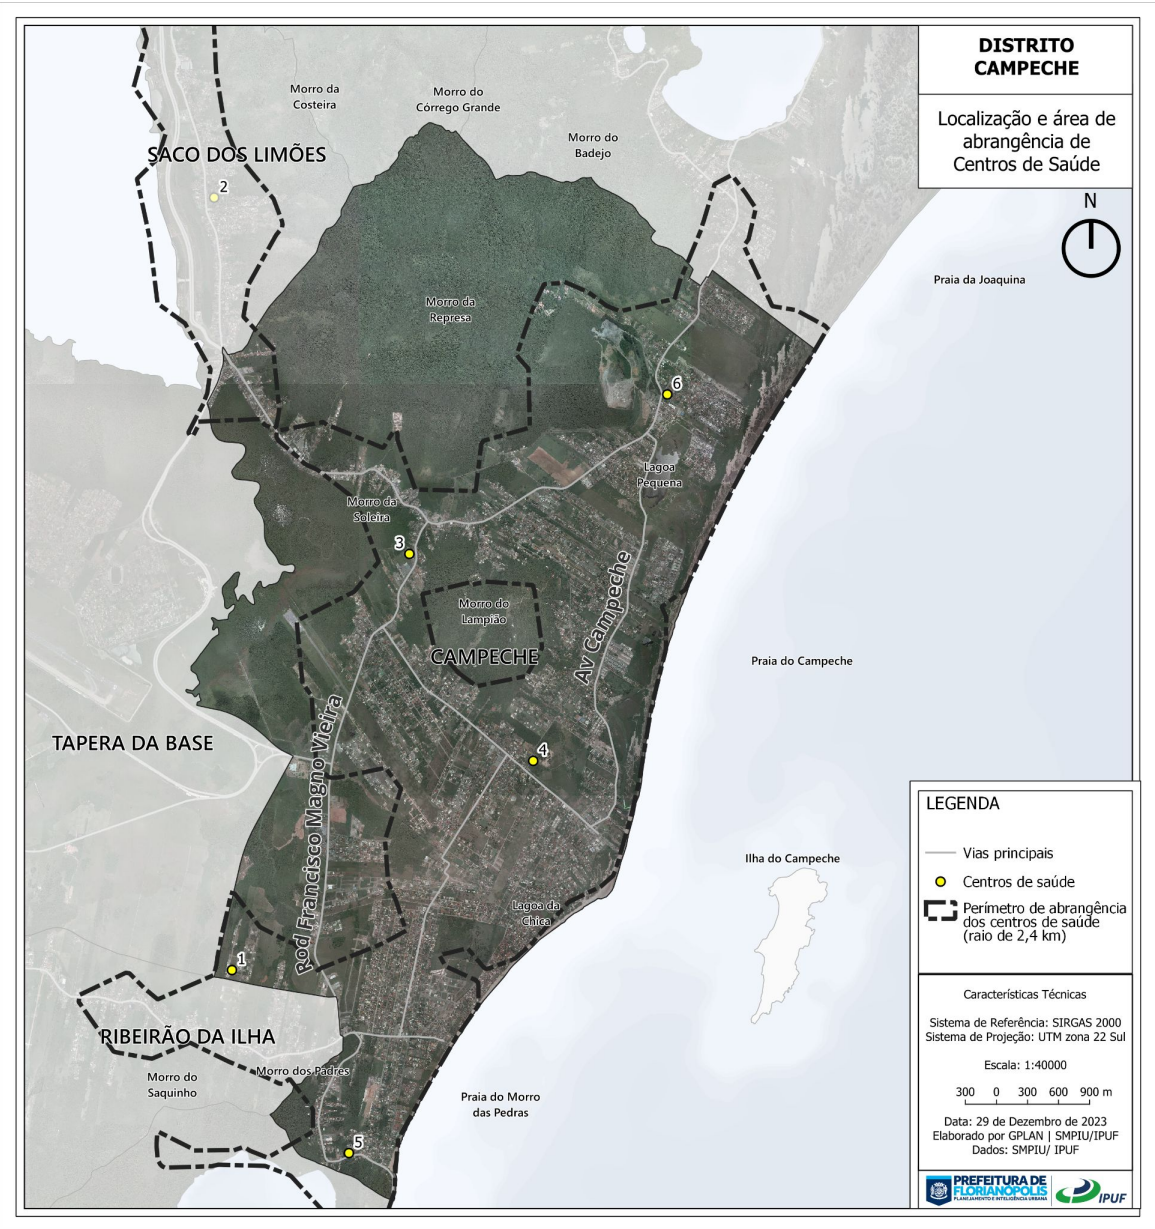 DISTRITO
CAMPECHE
Localização e área de
abrangência de
Centros de Saúde
N
Morro da
Costeira
Morro do
Córrego Grande
Morro do
Badejo
SACO DOS LIMÕES
2
Praia da Joaquina
Morro da
Represa
6
Lagoa
Pequena
Morro da
Soleira
3
Morro do
Lampião
CAMPECHE
Av Campeche
Praia do Campeche
TAPERA DA BASE
Rod Francisco Magno Vieira
4
Ilha do Campeche
Lagoa da
Chica
1
RIBEIRÃO DA ILHA
Morro do
Saquinho
Morro dos Padres
Praia do Morro
das Pedras
5
LEGENDA
Vias principais
Centros de saúde
Perímetro de abrangência
dos centros de saúde
(raio de 2,4 km)
Características Técnicas
Sistema de Referência: SIRGAS 2000
Sistema de Projeção: UTM zona 22 Sul
Escala: 1:40000
300 0 300 600 900 m
Data: 29 de Dezembro de 2023
Elaborado por GPLAN | SMPIU/IPUF
Dados: SMPIU/ IPUF
PREFEITURA DE
FLORIANÓPOLIS
PLANEJAMENTO E INTELIGÊNCIA URBANA
IPUF